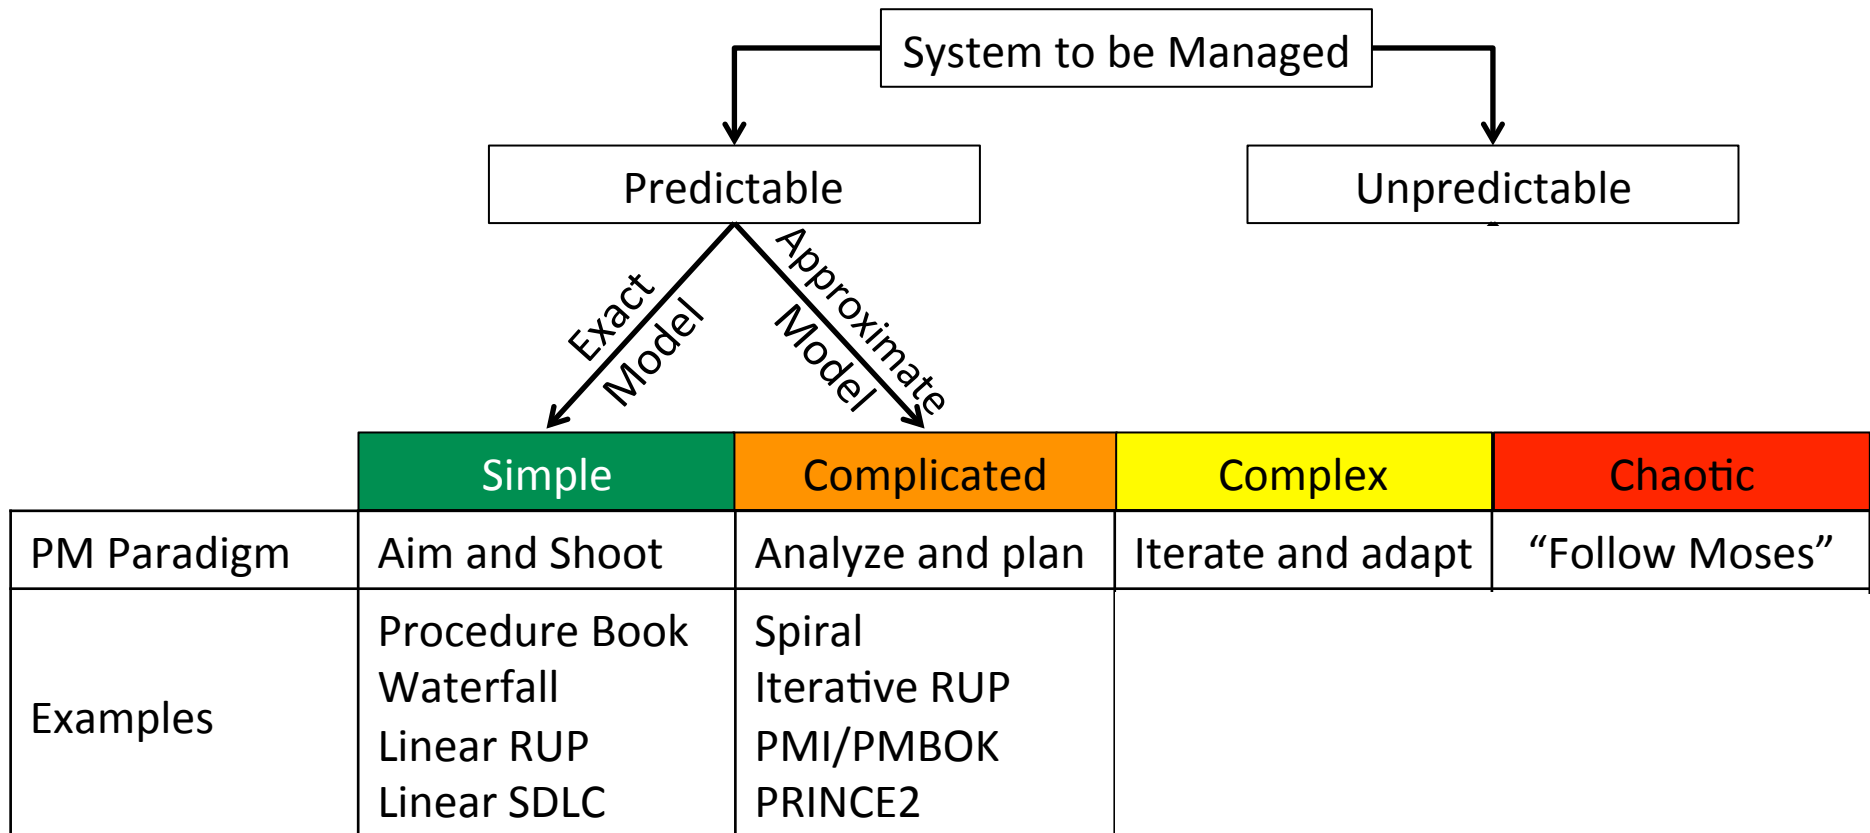 System to be Managed
Predictable
Unpredictable
Exact
Model
Approximate
Model
Simple
Complicated
Complex
Chaotic
PM Paradigm
Aim and Shoot
Analyze and plan
Iterate and adapt
“Follow Moses”
Examples
Procedure Book
Waterfall
Linear RUP
Linear SDLC
Spiral
Iterative RUP
PMI/PMBOK
PRINCE2